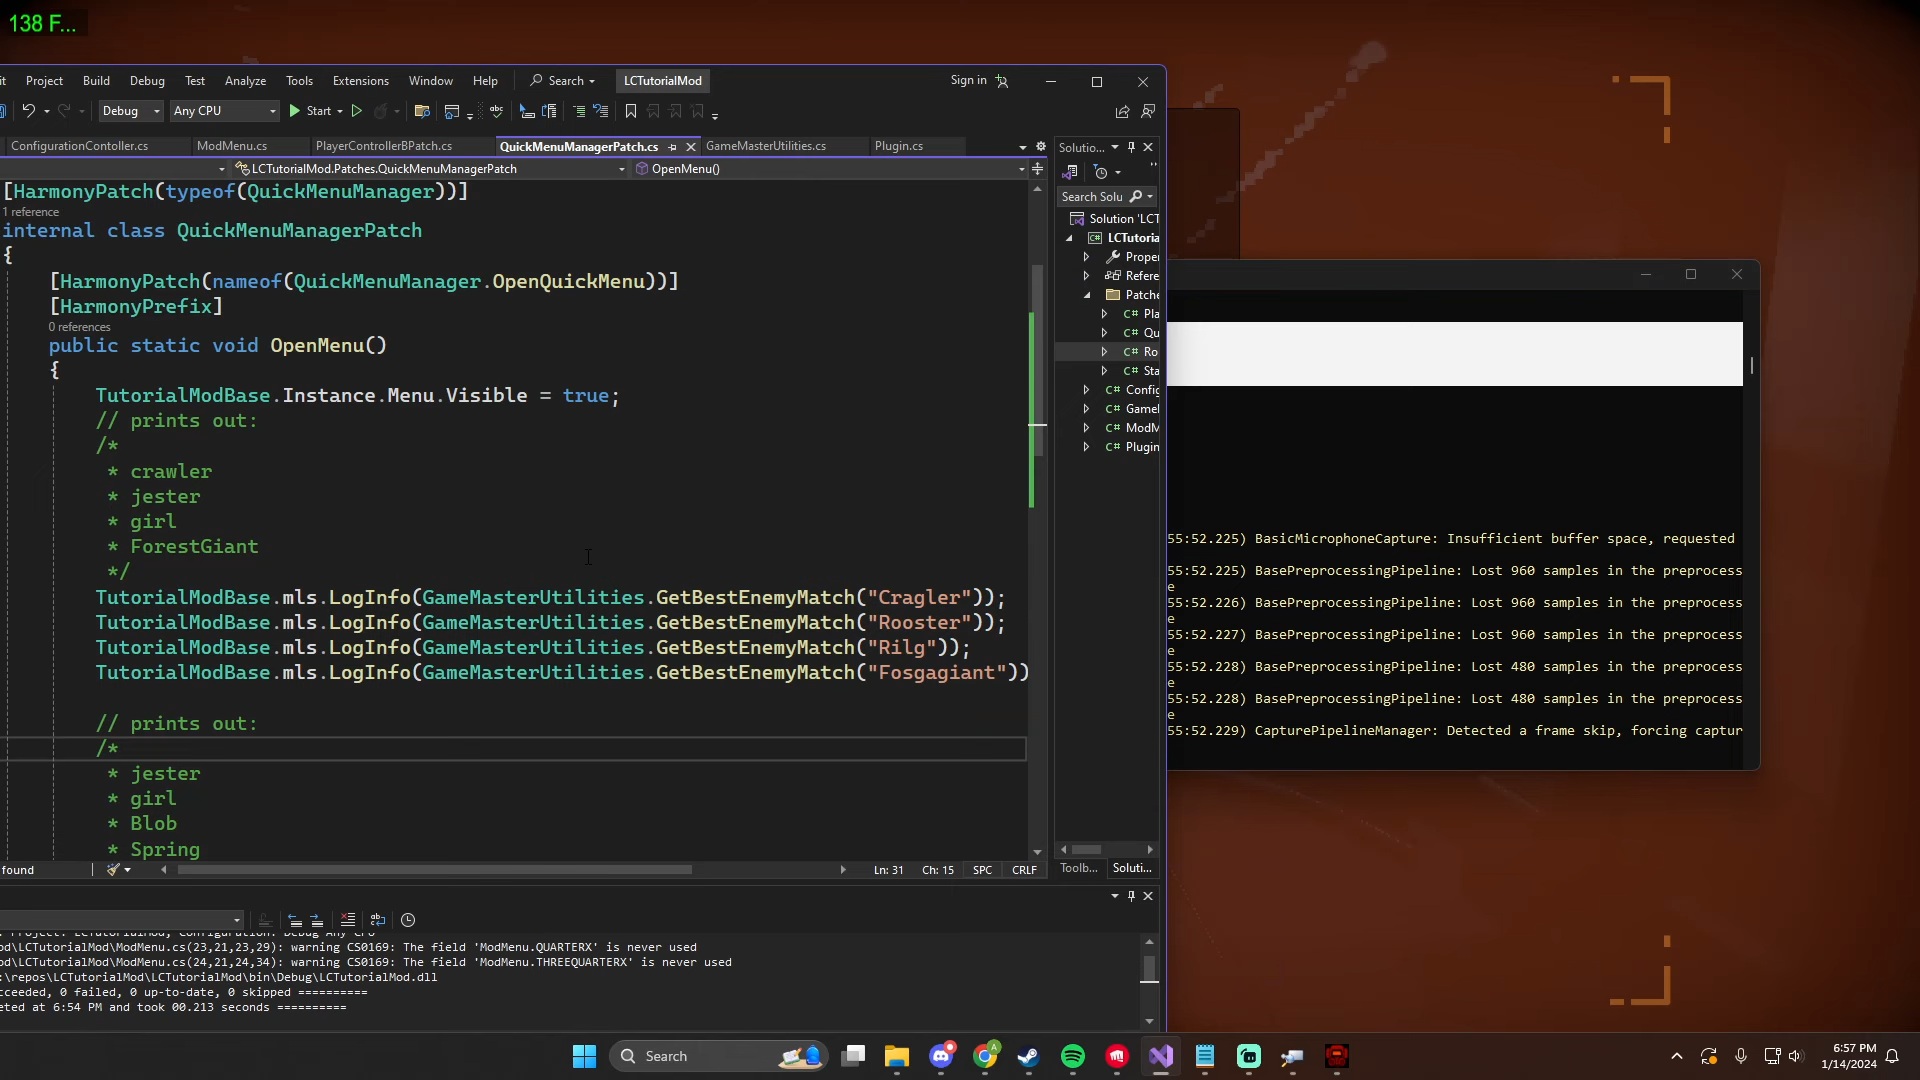 138 F...
it Project Build Debug Test Analyze Tools Extensions Window Help Search LCTutorialMod Sign in
Debug Any CPU Start
ConfigurationContoller.cs ModMenu.cs PlayerControllerBPatch.cs QuickMenuManagerPatch.cs GameMasterUtilities.cs Plugin.cs
LCTutorialMod.Patches.QuickMenuManagerPatch OpenMenu()
[HarmonyPatch(typeof(QuickMenuManager))]
1 reference
internal class QuickMenuManagerPatch
{
[HarmonyPatch(nameof(QuickMenuManager.OpenQuickMenu))]
[HarmonyPrefix]
0 references
public static void OpenMenu()
{
TutorialModBase.Instance.Menu.Visible = true;
// prints out:
/*
* crawler
* jester
* girl
* ForestGiant
*/
TutorialModBase.mls.LogInfo(GameMasterUtilities.GetBestEnemyMatch("Cragler"));
TutorialModBase.mls.LogInfo(GameMasterUtilities.GetBestEnemyMatch("Rooster"));
TutorialModBase.mls.LogInfo(GameMasterUtilities.GetBestEnemyMatch("Rilg"));
TutorialModBase.mls.LogInfo(GameMasterUtilities.GetBestEnemyMatch("Fosgagiant"))
// prints out:
/*
* jester
* girl
* Blob
* Spring
found Ln: 31 Ch: 15 SPC CRLF
Solutio...
Search Solu
Solution 'LCT
C# LCTutoria
Proper
Refere
Patche
C# Pla
C# Qu
C# Ro
C# Sta
C# Config
C# GameI
C# ModM
C# Plugin
Toolb... Soluti...
od\LCTutorialMod\ModMenu.cs(23,21,23,29): warning CS0169: The field 'ModMenu.QUARTERX' is never used
od\LCTutorialMod\ModMenu.cs(24,21,24,34): warning CS0169: The field 'ModMenu.THREEQUARTERX' is never used
:\repos\LCTutorialMod\LCTutorialMod\bin\Debug\LCTutorialMod.dll
cceeded, 0 failed, 0 up-to-date, 0 skipped ==========
eted at 6:54 PM and took 00.213 seconds ==========
55:52.225) BasicMicrophoneCapture: Insufficient buffer space, requested
55:52.225) BasePreprocessingPipeline: Lost 960 samples in the preprocess
e
55:52.226) BasePreprocessingPipeline: Lost 960 samples in the preprocess
e
55:52.227) BasePreprocessingPipeline: Lost 960 samples in the preprocess
e
55:52.228) BasePreprocessingPipeline: Lost 480 samples in the preprocess
e
55:52.228) BasePreprocessingPipeline: Lost 480 samples in the preprocess
e
55:52.229) CapturePipelineManager: Detected a frame skip, forcing captur
Search
6:57 PM
1/14/2024